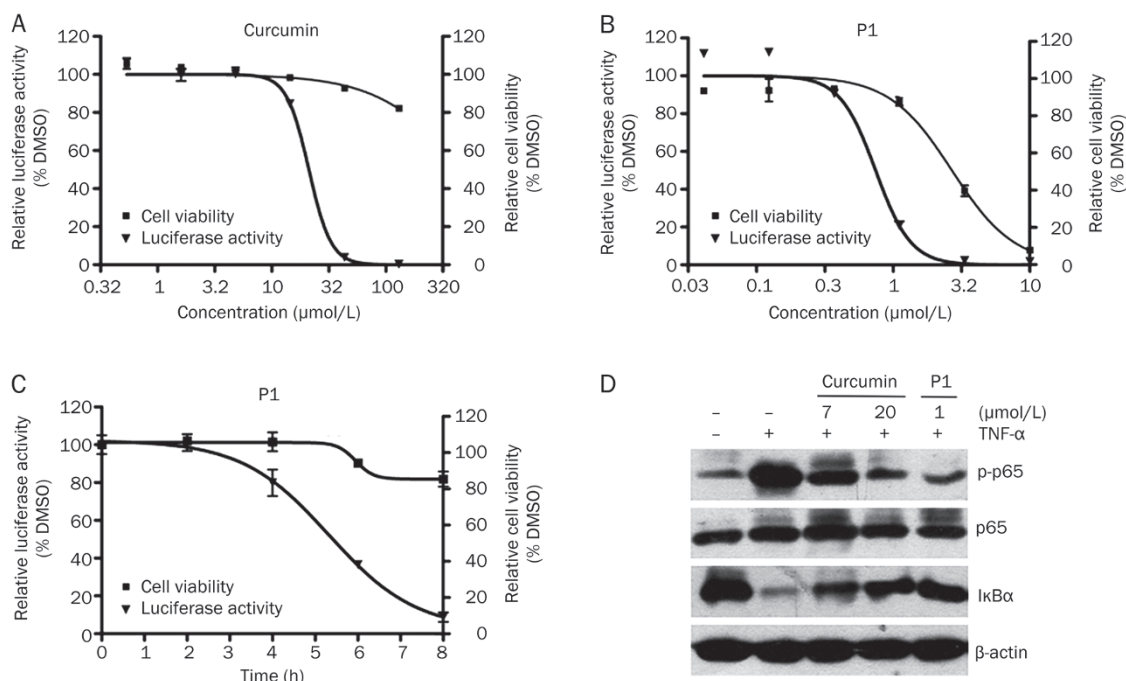 A
Curcumin
Relative luciferase activity
(% DMSO)
120
100
80
60
40
20
0
120
100
80
60
40
20
0
Relative cell viability
(% DMSO)
Cell viability
Luciferase activity
0.32 1 3.2 10 32 100 320
Concentration (μmol/L)
B
P1
Relative luciferase activity
(% DMSO)
120
100
80
60
40
20
0
120
100
80
60
40
20
0
Relative cell viability
(% DMSO)
Cell viability
Luciferase activity
0.03 0.1 0.3 1 3.2 10
Concentration (μmol/L)
C
P1
Relative luciferase activity
(% DMSO)
120
100
80
60
40
20
0
120
100
80
60
40
20
0
Relative cell viability
(% DMSO)
Cell viability
Luciferase activity
0 1 2 3 4 5 6 7 8
Time (h)
D
Curcumin P1
– – 7 20 1 (μmol/L)
– + + + + TNF-α
p-p65
p65
IκBα
β-actin